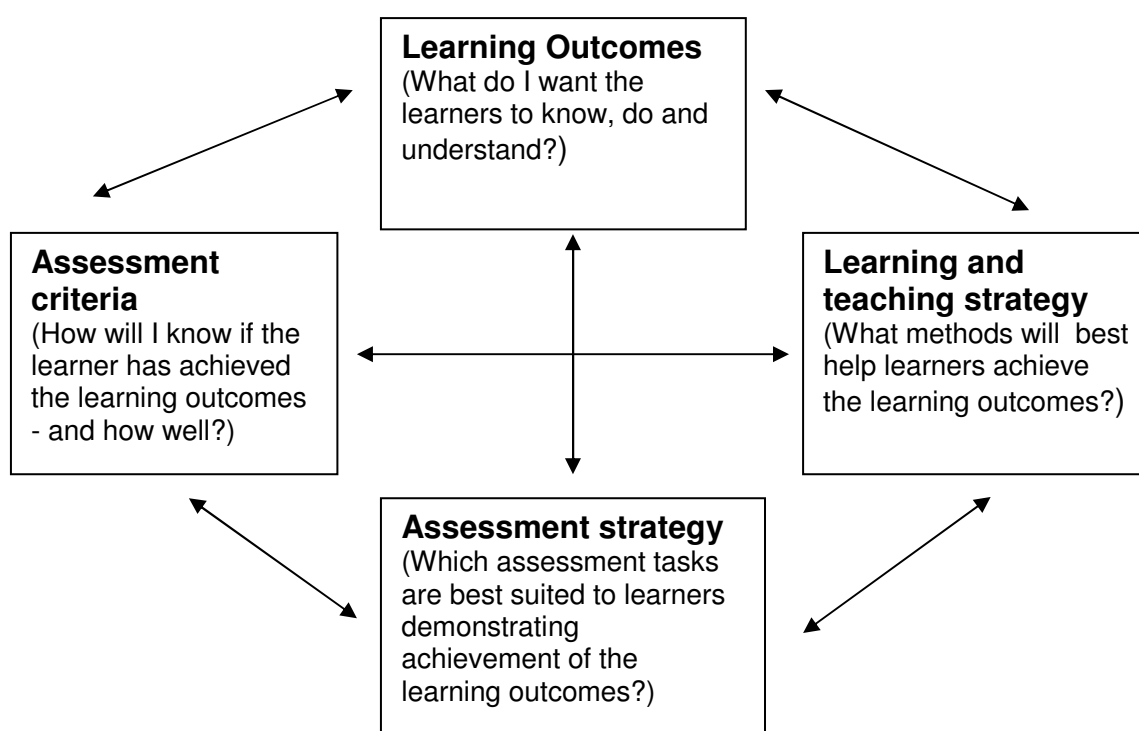 Learning Outcomes
(What do I want the
learners to know, do and
understand?)
Assessment
criteria
(How will I know if the
learner has achieved
the learning outcomes
- and how well?)
Learning and
teaching strategy
(What methods will  best
help learners achieve
the learning outcomes?)
Assessment strategy
(Which assessment tasks
are best suited to learners
demonstrating
achievement of the
learning outcomes?)